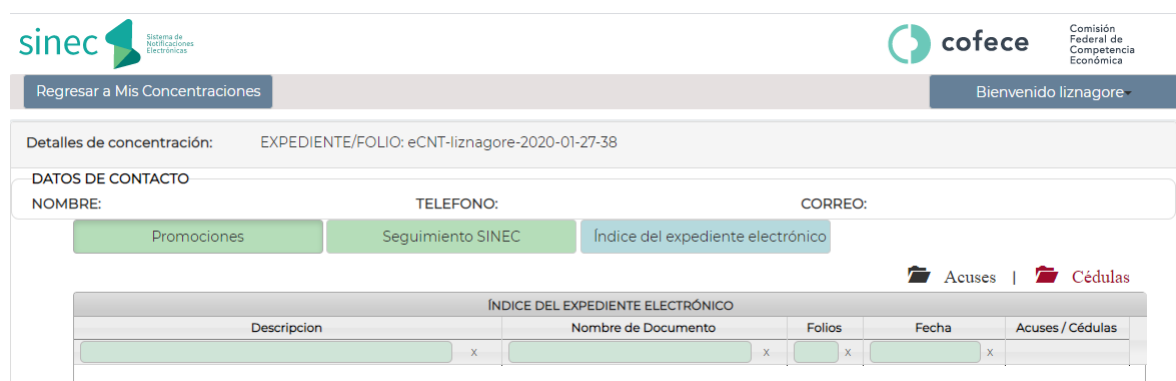 sinec
Sistema de
Notificaciones
Electrónicas
cofece
Comisión
Federal de
Competencia
Económica
Regresar a Mis Concentraciones
Bienvenido liznagore
Detalles de concentración: EXPEDIENTE/FOLIO: eCNT-liznagore-2020-01-27-38
DATOS DE CONTACTO
NOMBRE: TELEFONO: CORREO:
Promociones Seguimiento SINEC Índice del expediente electrónico
Acuses | Cédulas
ÍNDICE DEL EXPEDIENTE ELECTRÓNICO
Descripcion Nombre de Documento Folios Fecha Acuses / Cédulas
x x x x